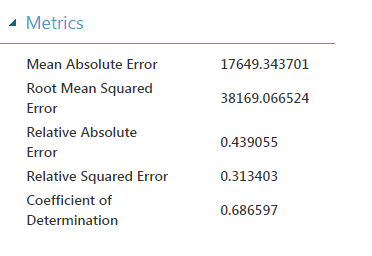 Metrics
Mean Absolute Error 17649.343701
Root Mean Squared
Error 38169.066524
Relative Absolute
Error 0.439055
Relative Squared Error 0.313403
Coefficient of
Determination 0.686597